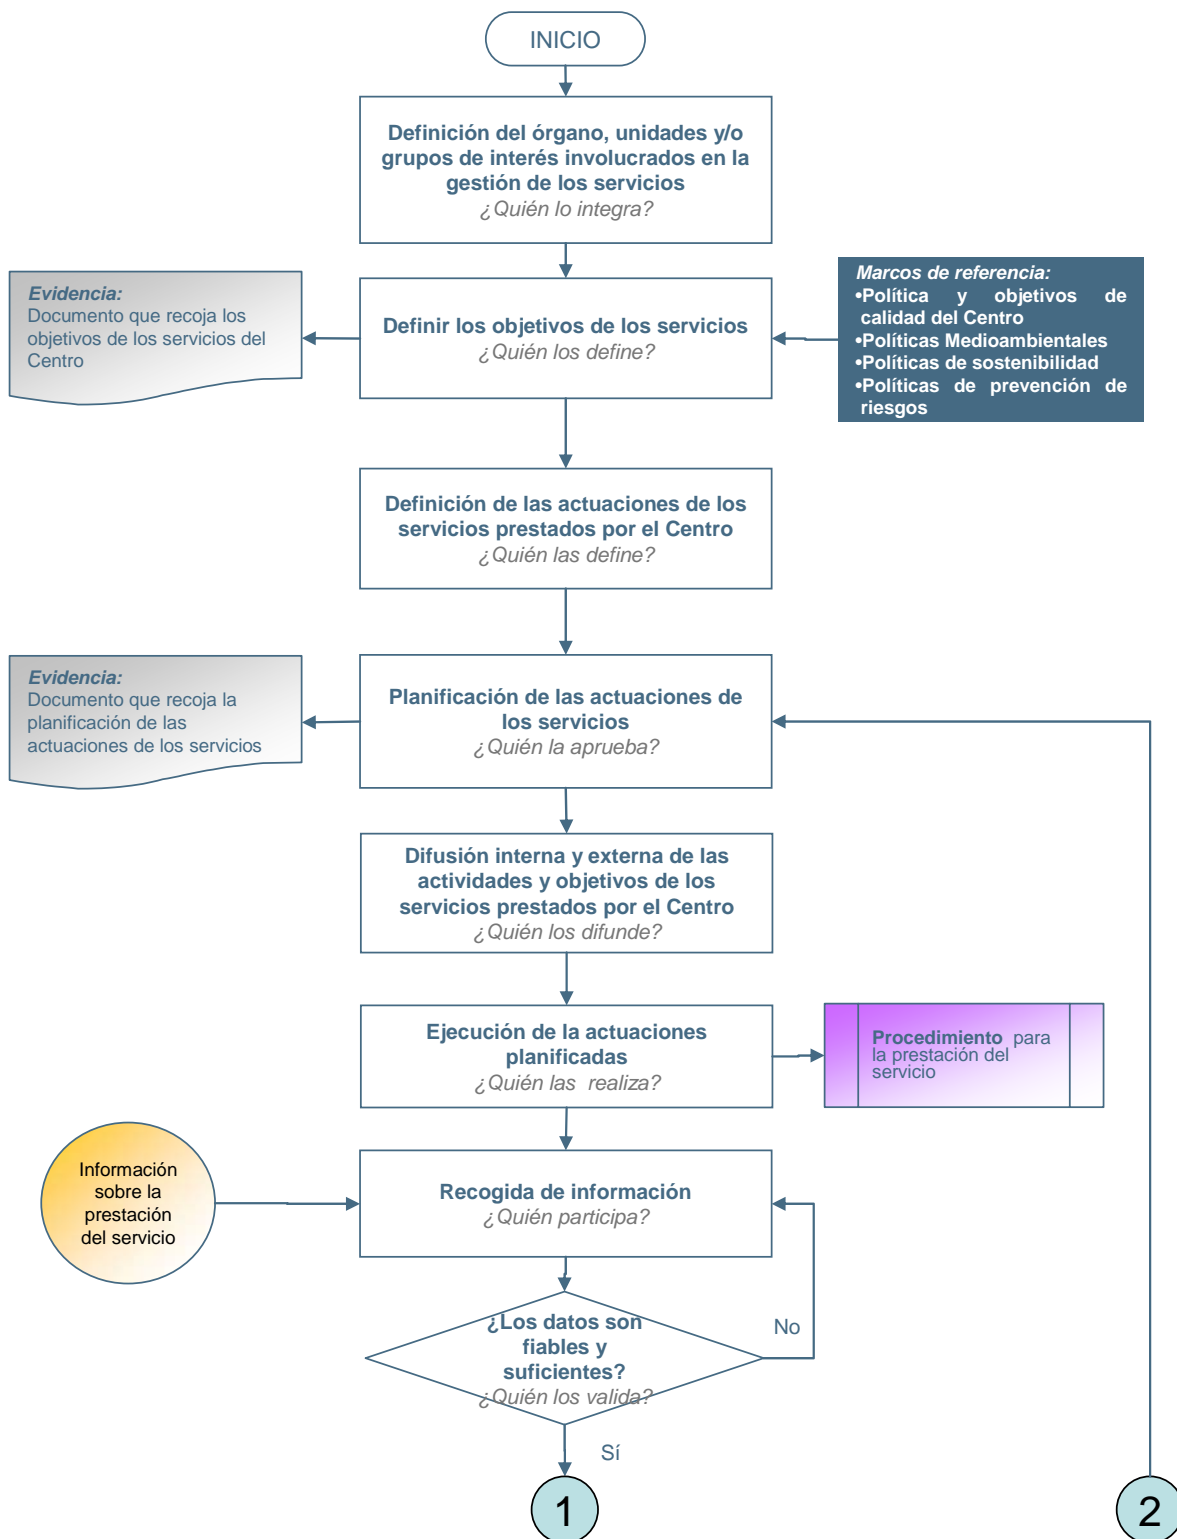 INICIO
Definición del órgano, unidades y/o
grupos de interés involucrados en la
gestión de los servicios
¿Quién lo integra?
Evidencia:
Documento que recoja los
objetivos de los servicios del
Centro
Definir los objetivos de los servicios
¿Quién los define?
Marcos de referencia:
•Política y objetivos de
calidad del Centro
•Políticas Medioambientales
•Políticas de sostenibilidad
•Políticas de prevención de
riesgos
Definición de las actuaciones de los
servicios prestados por el Centro
¿Quién las define?
Evidencia:
Documento que recoja la
planificación de las
actuaciones de los servicios
Planificación de las actuaciones de
los servicios
¿Quién la aprueba?
Difusión interna y externa de las
actividades y objetivos de los
servicios prestados por el Centro
¿Quién los difunde?
Ejecución de la actuaciones
planificadas
¿Quién las realiza?
Procedimiento para
la prestación del
servicio
Información
sobre la
prestación
del servicio
Recogida de información
¿Quién participa?
¿Los datos son
fiables y
suficientes?
¿Quién los valida?
No
Sí
1
2